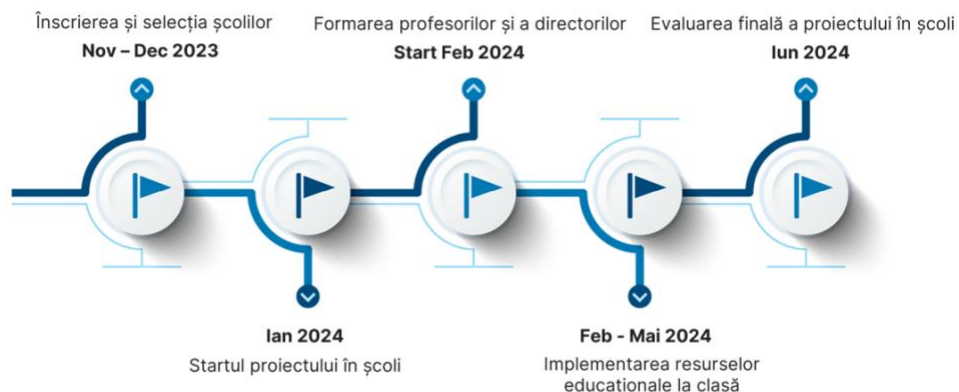 Înscrierea și selecția școlilor
Nov – Dec 2023
Formarea profesorilor și a directorilor
Start Feb 2024
Evaluarea finală a proiectului în școli
Iun 2024
Ian 2024
Startul proiectului în școli
Feb - Mai 2024
Implementarea resurselor
educaționale la clasă